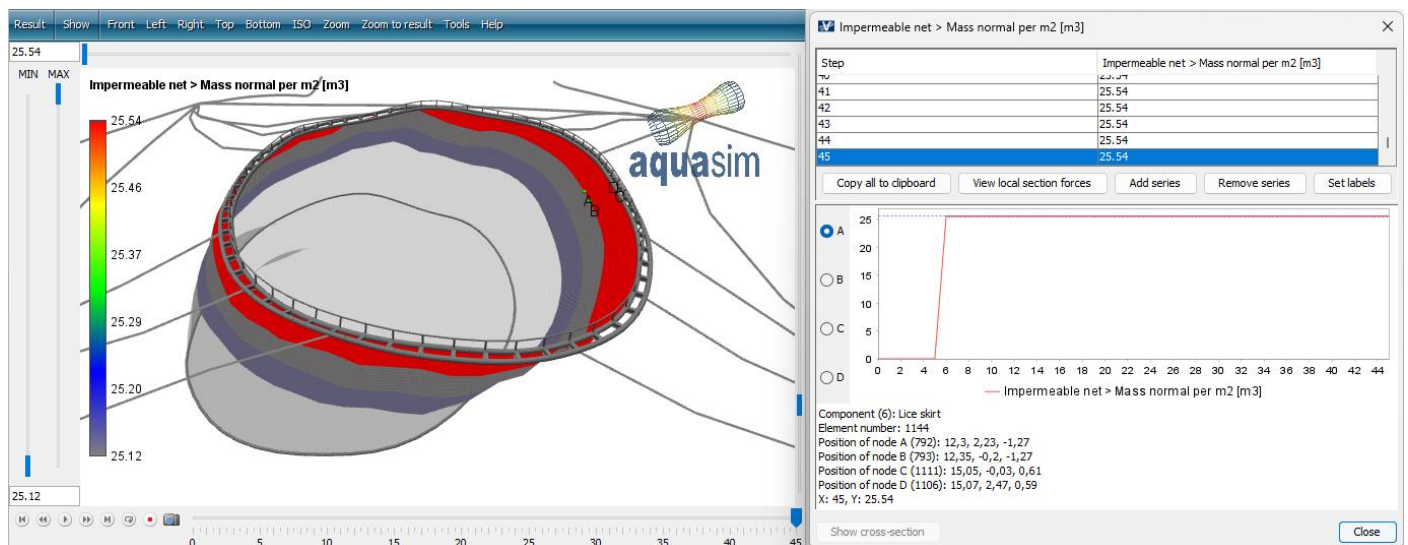 Result Show Front Left Right Top Bottom ISO Zoom Zoom to result Tools Help
25.54
MIN MAX
Impermeable net > Mass normal per m2 [m3]
25.54
25.46
25.37
25.29
25.20
25.12
aquasim
A
B
C
25.12
0 5 10 15 20 25 30 35 40 45
Impermeable net > Mass normal per m2 [m3]
Step Impermeable net > Mass normal per m2 [m3]
40 25.54
41 25.54
42 25.54
43 25.54
44 25.54
45 25.54
Copy all to clipboard View local section forces Add series Remove series Set labels
A
B
C
D
25
20
15
10
5
0
0 2 4 6 8 10 12 14 16 18 20 22 24 26 28 30 32 34 36 38 40 42 44
Impermeable net > Mass normal per m2 [m3]
Component (6): Lice skirt
Element number: 1144
Position of node A (792): 12,3, 2,23, -1,27
Position of node B (793): 12,35, -0,2, -1,27
Position of node C (1111): 15,05, -0,03, 0,61
Position of node D (1106): 15,07, 2,47, 0,59
X: 45, Y: 25.54
Show cross-section Close